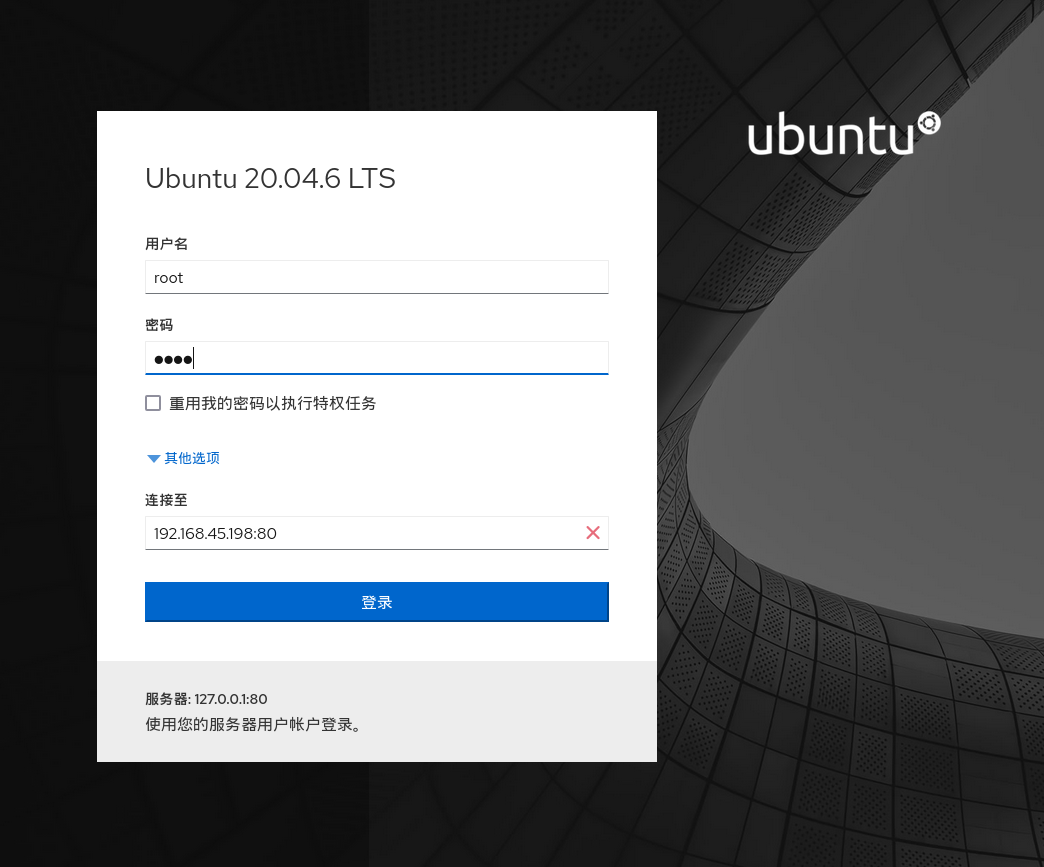 ubuntu
Ubuntu 20.04.6 LTS
用户名
root
密码
重用我的密码以执行特权任务
其他选项
连接至
192.168.45.198:80
登录
服务器: 127.0.0.1:80
使用您的服务器用户帐户登录。